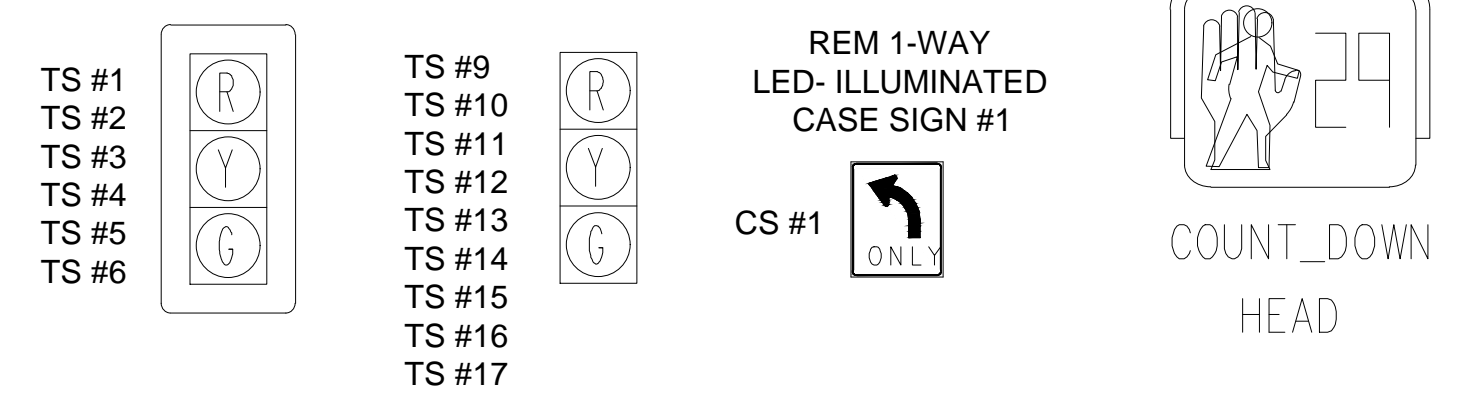 TS #1
TS #2
TS #3
TS #4
TS #5
TS #6
R
Y
G
TS #9
TS #10
TS #11
TS #12
TS #13
TS #14
TS #15
TS #16
TS #17
R
Y
G
REM 1-WAY
LED- ILLUMINATED
CASE SIGN #1
CS #1
ONLY
29
COUNT_DOWN
HEAD